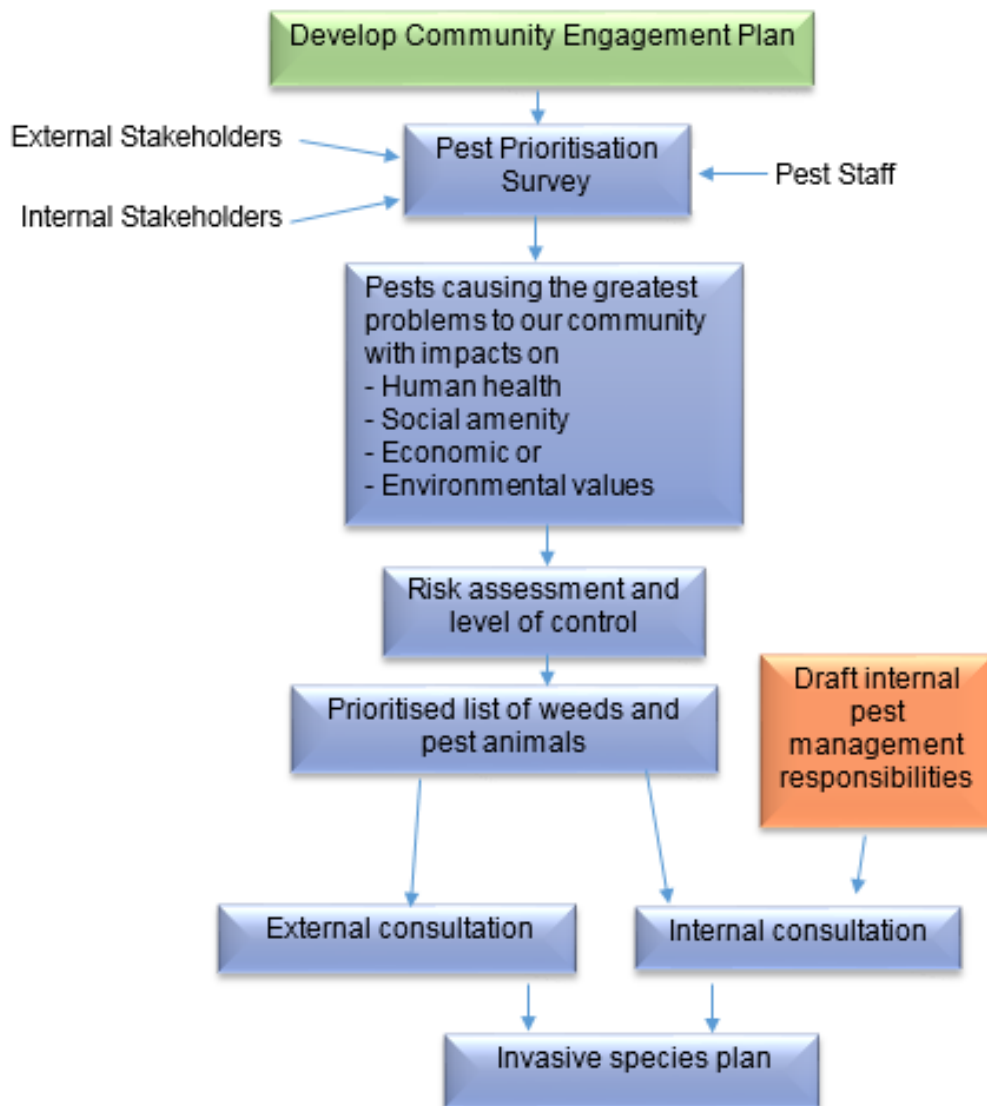 Develop Community Engagement Plan
External Stakeholders
Pest Prioritisation
Survey
Pest Staff
Internal Stakeholders
Pests causing the greatest
problems to our community
with impacts on
- Human health
- Social amenity
- Economic or
- Environmental values
Risk assessment and
level of control
Prioritised list of weeds and
pest animals
Draft internal
pest
management
responsibilities
External consultation
Internal consultation
Invasive species plan